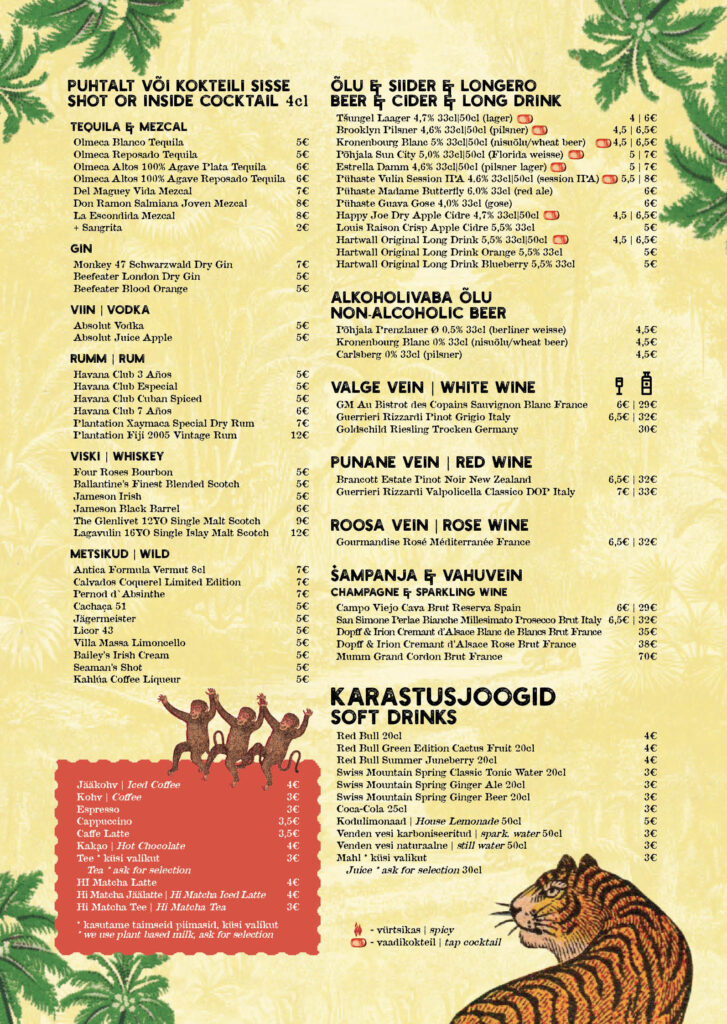 PUHTALT VÕI KOKTEILI SISSE
SHOT OR INSIDE COCKTAIL 4cl
TEQUILA & MEZCAL
Olmeca Blanco Tequila 5€
Olmeca Reposado Tequila 5€
Olmeca Altos 100% Agave Plata Tequila 6€
Olmeca Altos 100% Agave Reposado Tequila 6€
Del Maguey Vida Mezcal 7€
Don Ramon Salmiana Joven Mezcal 8€
La Escondida Mezcal 8€
+ Sangrita 2€
GIN
Monkey 47 Schwarzwald Dry Gin 7€
Beefeater London Dry Gin 5€
Beefeater Blood Orange 5€
VIIN | VODKA
Absolut Vodka 5€
Absolut Juice Apple 5€
RUMM | RUM
Havana Club 3 Años 5€
Havana Club Especial 5€
Havana Club Cuban Spiced 5€
Havana Club 7 Años 6€
Plantation Xaymaca Special Dry Rum 7€
Plantation Fiji 2005 Vintage Rum 12€
VISKI | WHISKEY
Four Roses Bourbon 5€
Ballantine's Finest Blended Scotch 5€
Jameson Irish 5€
Jameson Black Barrel 6€
The Glenlivet 12YO Single Malt Scotch 9€
Lagavulin 16YO Single Islay Malt Scotch 12€
METSIKUD | WILD
Antica Formula Vermut 8cl 7€
Calvados Coquerel Limited Edition 7€
Pernod d`Absinthe 7€
Cachaça 51 5€
Jägermeister 5€
Licor 43 5€
Villa Massa Limoncello 5€
Bailey's Irish Cream 5€
Seaman's Shot 5€
Kahlúa Coffee Liqueur 5€
Jääkohv | Iced Coffee 4€
Kohv | Coffee 3€
Espresso 3€
Cappuccino 3,5€
Caffe Latte 3,5€
Kakao | Hot Chocolate 4€
Tee * küsi valikut 3€
Tea * ask for selection
HI Matcha Latte 4€
Hi Matcha Jäälatte | Hi Matcha Iced Latte 4€
Hi Matcha Tee | Hi Matcha Tea 3€
* kasutame taimseid piimasid, küsi valikut
* we use plant based milk, ask for selection
ÕLU & SIIDER & LONGERO
BEER & CIDER & LONG DRINK
Tšungel Laager 4,7% 33cl|50cl (lager) 4 | 6€
Brooklyn Pilsner 4,6% 33cl|50cl (pilsner) 4,5 | 6,5€
Kronenbourg Blanc 5% 33cl|50cl (nisuõlu/wheat beer) 4,5 | 6,5€
Põhjala Sun City 5,0% 33cl|50cl (Florida weisse) 5 | 7€
Estrella Damm 4,6% 33cl|50cl (pilsner lager) 5 | 7€
Pühaste Vulin Session IPA 4.6% 33cl|50cl (session IPA) 5,5 | 8€
Pühaste Madame Butterfly 6.0% 33cl (red ale) 6€
Pühaste Guava Gose 4,0% 33cl (gose) 6€
Happy Joe Dry Apple Cidre 4,7% 33cl|50cl 4,5 | 6,5€
Louis Raison Crisp Apple Cidre 5,5% 33cl 5€
Hartwall Original Long Drink 5,5% 33cl|50cl 4,5 | 6,5€
Hartwall Original Long Drink Orange 5,5% 33cl 5€
Hartwall Original Long Drink Blueberry 5,5% 33cl 5€
ALKOHOLIVABA ÕLU
NON-ALCOHOLIC BEER
Põhjala Prenzlauer Ø 0,5% 33cl (berliner weisse) 4,5€
Kronenbourg Blanc 0% 33cl (nisuõlu/wheat beer) 4,5€
Carlsberg 0% 33cl (pilsner) 4,5€
VALGE VEIN | WHITE WINE
GM Au Bistrot des Copains Sauvignon Blanc France 6€ | 29€
Guerrieri Rizzardi Pinot Grigio Italy 6,5€ | 32€
Goldschild Riesling Trocken Germany 30€
PUNANE VEIN | RED WINE
Brancott Estate Pinot Noir New Zealand 6,5€ | 32€
Guerrieri Rizzardi Valpolicella Classico DOP Italy 7€ | 33€
ROOSA VEIN | ROSE WINE
Gourmandise Rosé Méditerranée France 6,5€ | 32€
ŠAMPANJA & VAHUVEIN
CHAMPAGNE & SPARKLING WINE
Campo Viejo Cava Brut Reserva Spain 6€ | 29€
San Simone Perlae Bianche Millesimato Prosecco Brut Italy 6,5€ | 32€
Dopff & Irion Cremant d'Alsace Blanc de Blancs Brut France 35€
Dopff & Irion Cremant d'Alsace Rose Brut France 38€
Mumm Grand Cordon Brut France 70€
KARASTUSJOOGID
SOFT DRINKS
Red Bull 20cl 4€
Red Bull Green Edition Cactus Fruit 20cl 4€
Red Bull Summer Juneberry 20cl 4€
Swiss Mountain Spring Classic Tonic Water 20cl 3€
Swiss Mountain Spring Ginger Ale 20cl 3€
Swiss Mountain Spring Ginger Beer 20cl 3€
Coca-Cola 25cl 3€
Kodulimonaad | House Lemonade 50cl 5€
Venden vesi karboniseeritud | spark. water 50cl 3€
Venden vesi naturaalne | still water 50cl 3€
Mahl * küsi valikut 3€
Juice * ask for selection 30cl
- vürtsikas | spicy
- vaadikokteil | tap cocktail